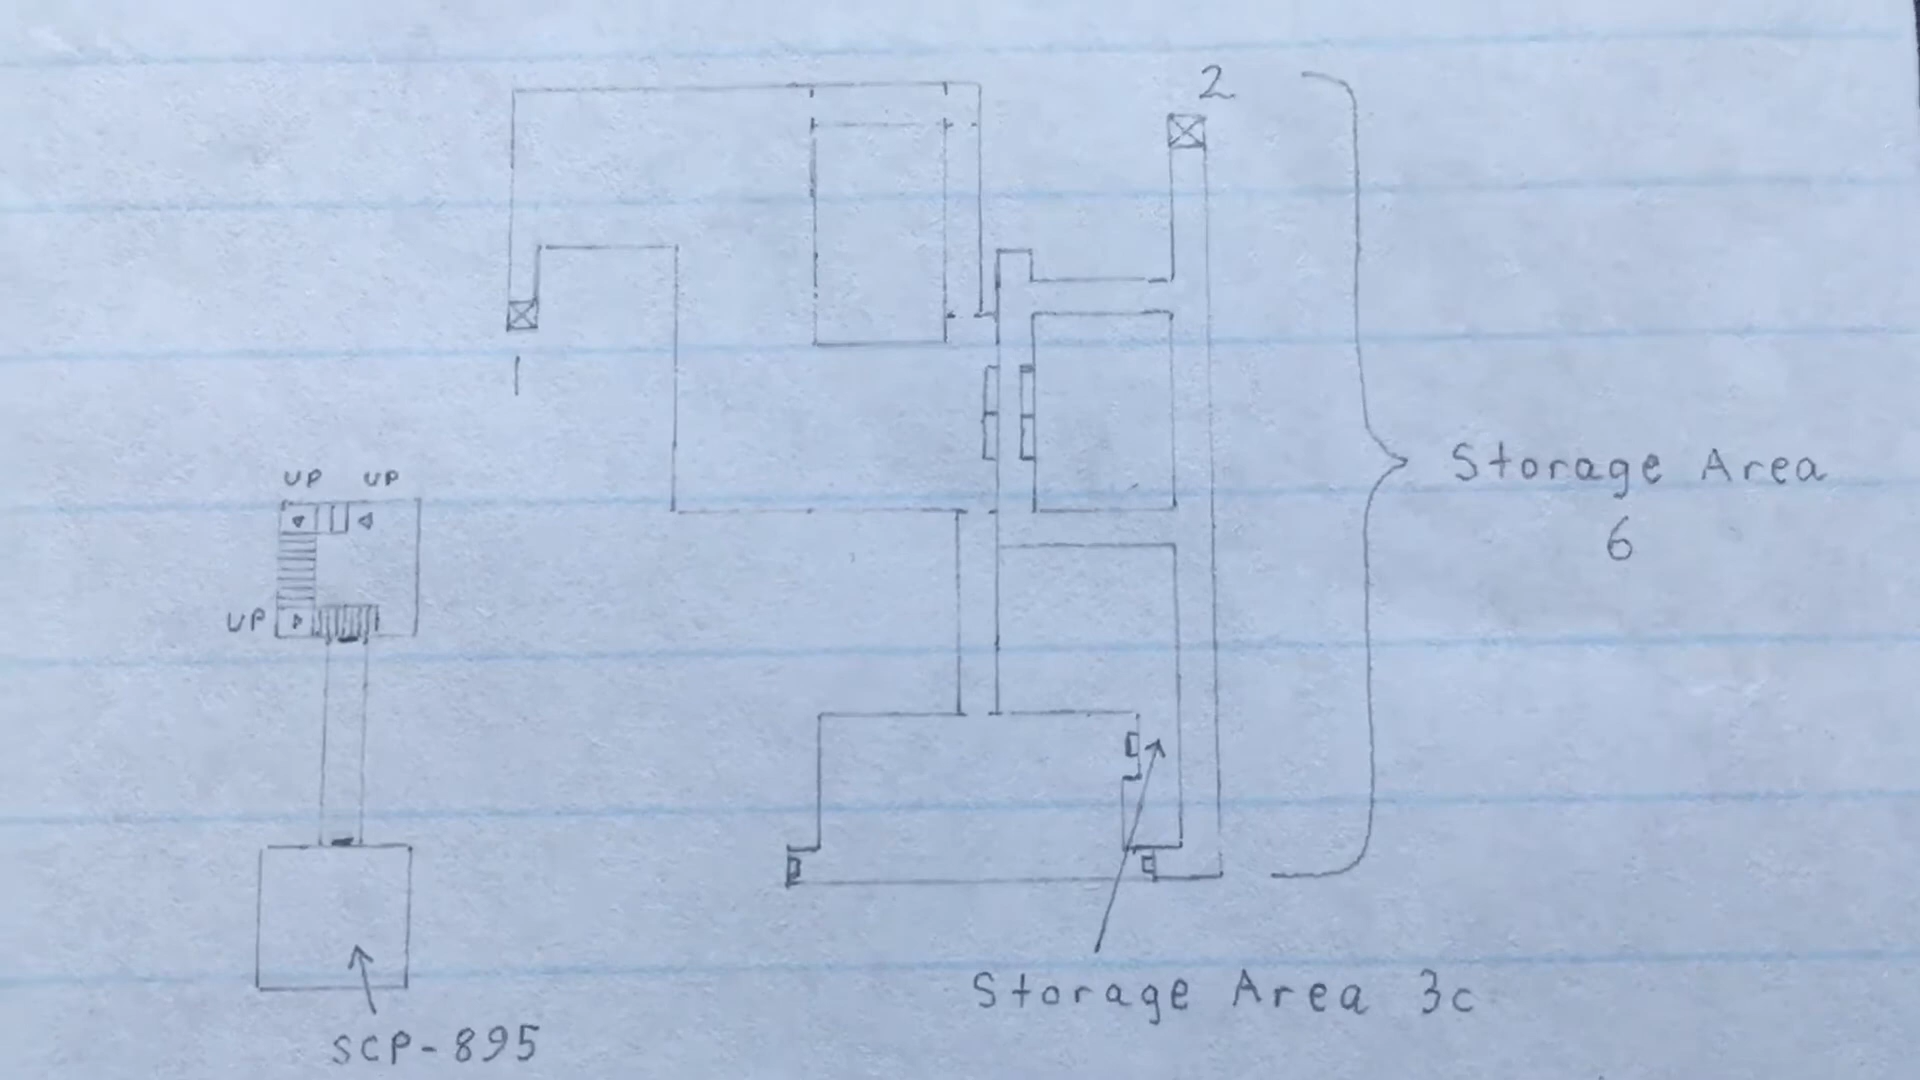 2
1
UP UP
UP
Storage Area
6
Storage Area 3c
SCP-895